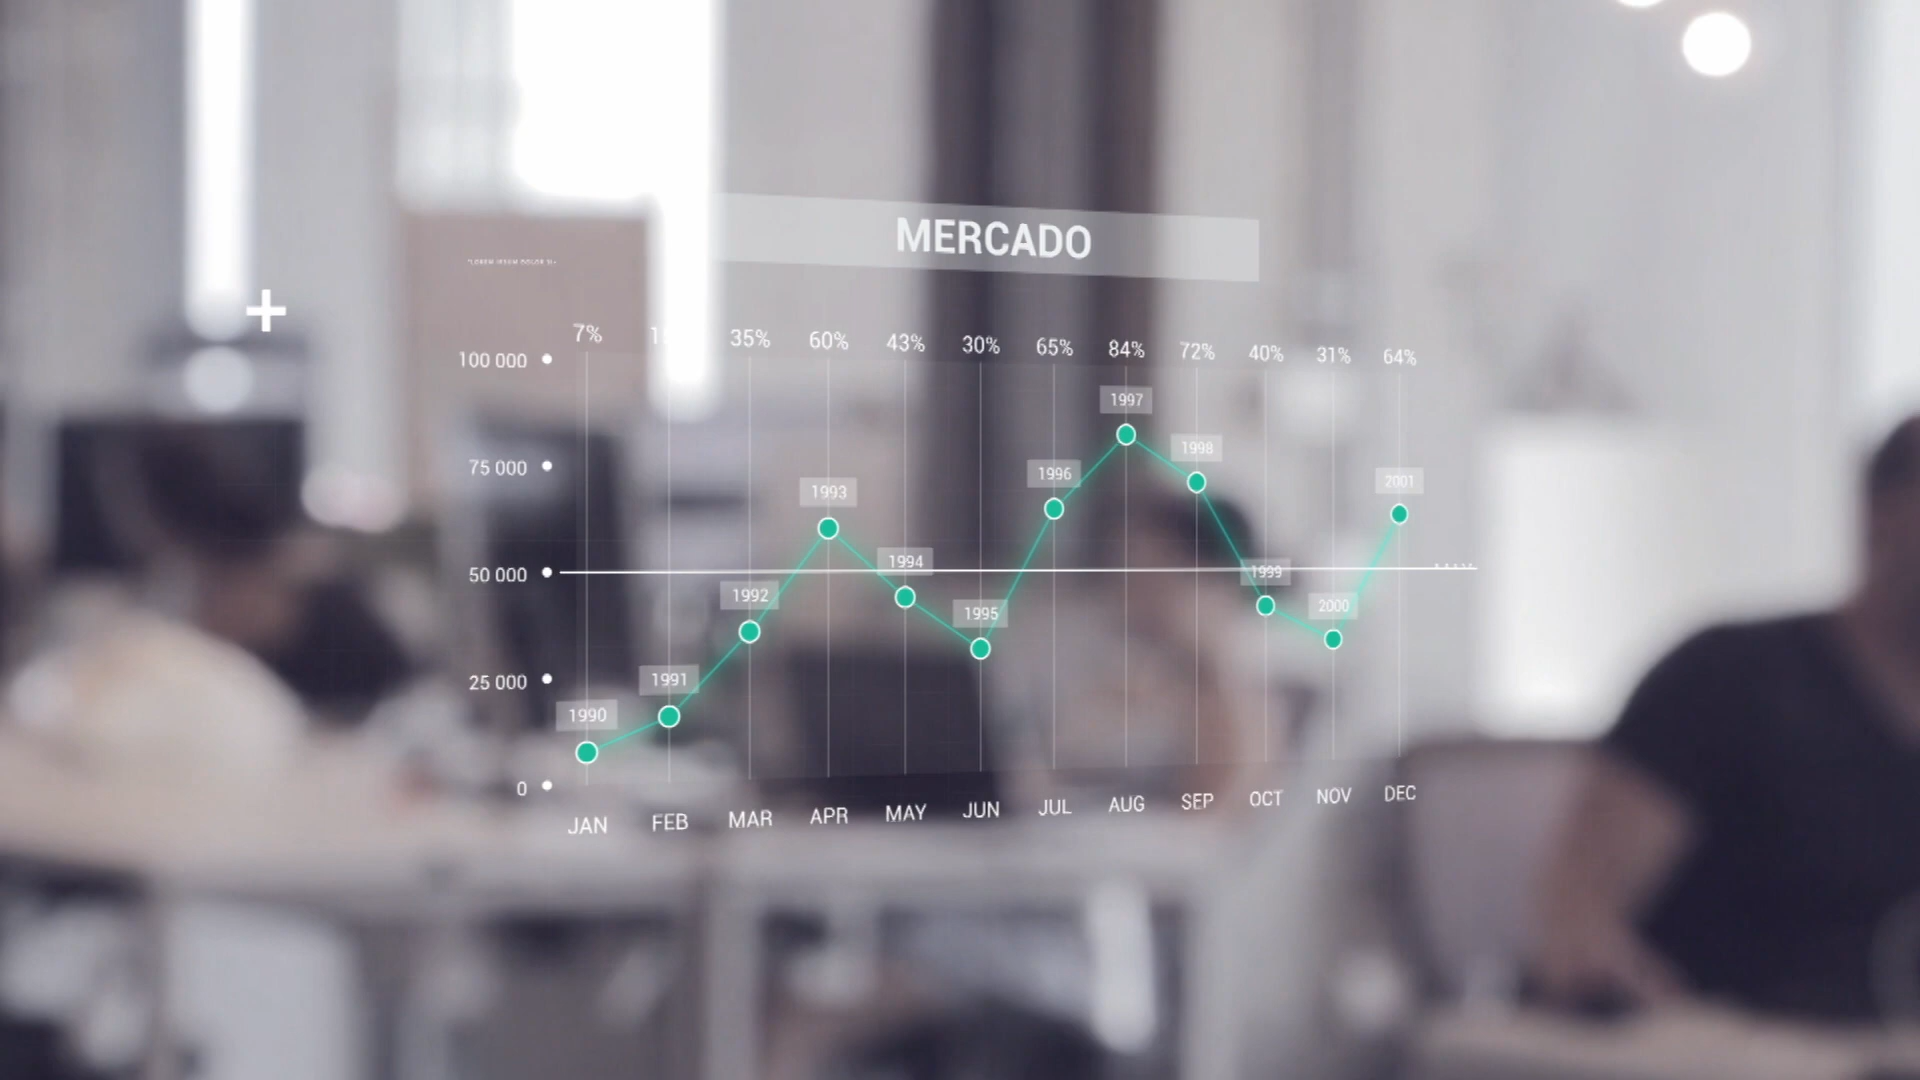 MERCADO
7% 35% 60% 43% 30% 65% 84% 72% 40% 31% 64%
100 000
75 000
50 000
25 000
0
1990 1991 1992 1993 1994 1995 1996 1997 1998 1999 2000 2001
JAN FEB MAR APR MAY JUN JUL AUG SEP OCT NOV DEC